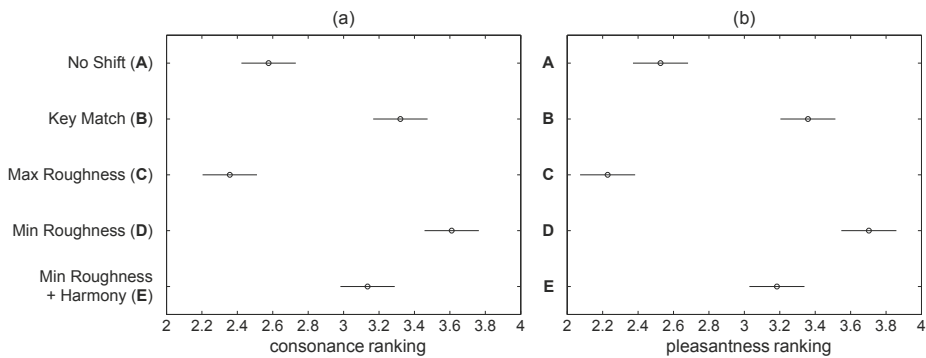 (a)
No Shift (A)
Key Match (B)
Max Roughness (C)
Min Roughness (D)
Min Roughness
+ Harmony (E)
2 2.2 2.4 2.6 2.8 3 3.2 3.4 3.6 3.8 4
consonance ranking
(b)
A
B
C
D
E
2 2.2 2.4 2.6 2.8 3 3.2 3.4 3.6 3.8 4
pleasantness ranking